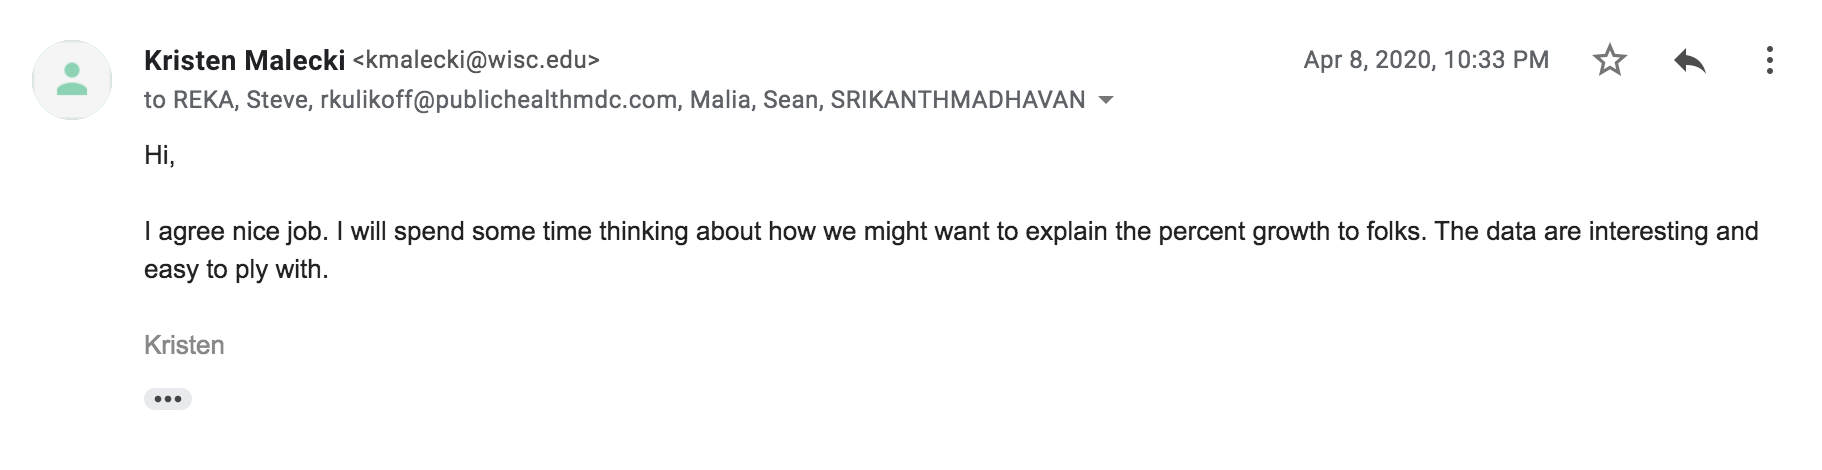 Kristen Malecki <kmalecki@wisc.edu> Apr 8, 2020, 10:33 PM
to REKA, Steve, rkulikoff@publichealthmdc.com, Malia, Sean, SRIKANTHMADHAVAN
Hi,
I agree nice job. I will spend some time thinking about how we might want to explain the percent growth to folks. The data are interesting and
easy to ply with.
Kristen